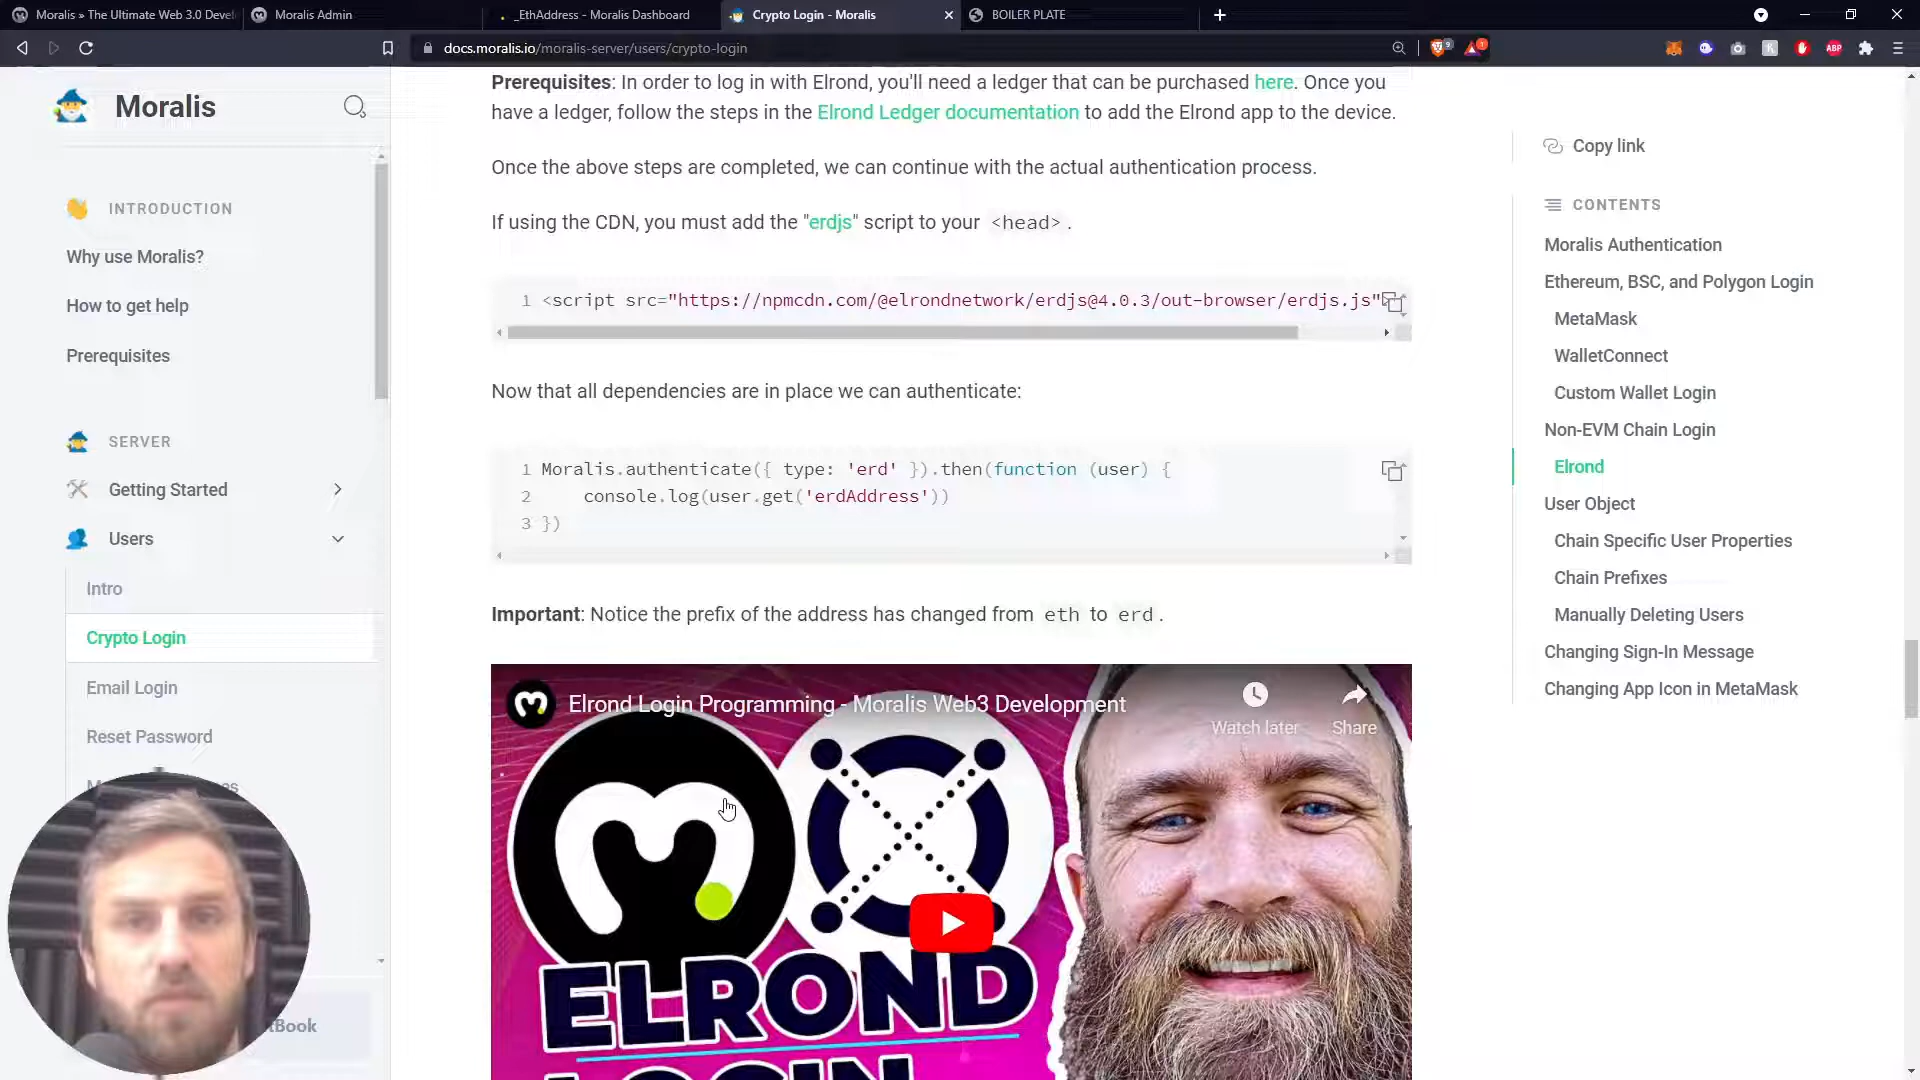 Moralis » The Ultimate Web 3.0 Devel
Moralis Admin
_EthAddress - Moralis Dashboard
Crypto Login - Moralis
BOILER PLATE
docs.moralis.io/moralis-server/users/crypto-login
Moralis
INTRODUCTION
Why use Moralis?
How to get help
Prerequisites
SERVER
Getting Started
Users
Intro
Crypto Login
Email Login
Reset Password
tBook
Prerequisites: In order to log in with Elrond, you'll need a ledger that can be purchased here. Once you
have a ledger, follow the steps in the Elrond Ledger documentation to add the Elrond app to the device.
Once the above steps are completed, we can continue with the actual authentication process.
If using the CDN, you must add the "erdjs" script to your <head>.
1 <script src="https://npmcdn.com/@elrondnetwork/erdjs@4.0.3/out-browser/erdjs.js"
Now that all dependencies are in place we can authenticate:
1 Moralis.authenticate({ type: 'erd' }).then(function (user) {
2 console.log(user.get('erdAddress'))
3 })
Important: Notice the prefix of the address has changed from eth to erd.
Elrond Login Programming - Moralis Web3 Development
Watch later
Share
ELROND
LOGIN
Copy link
CONTENTS
Moralis Authentication
Ethereum, BSC, and Polygon Login
MetaMask
WalletConnect
Custom Wallet Login
Non-EVM Chain Login
Elrond
User Object
Chain Specific User Properties
Chain Prefixes
Manually Deleting Users
Changing Sign-In Message
Changing App Icon in MetaMask